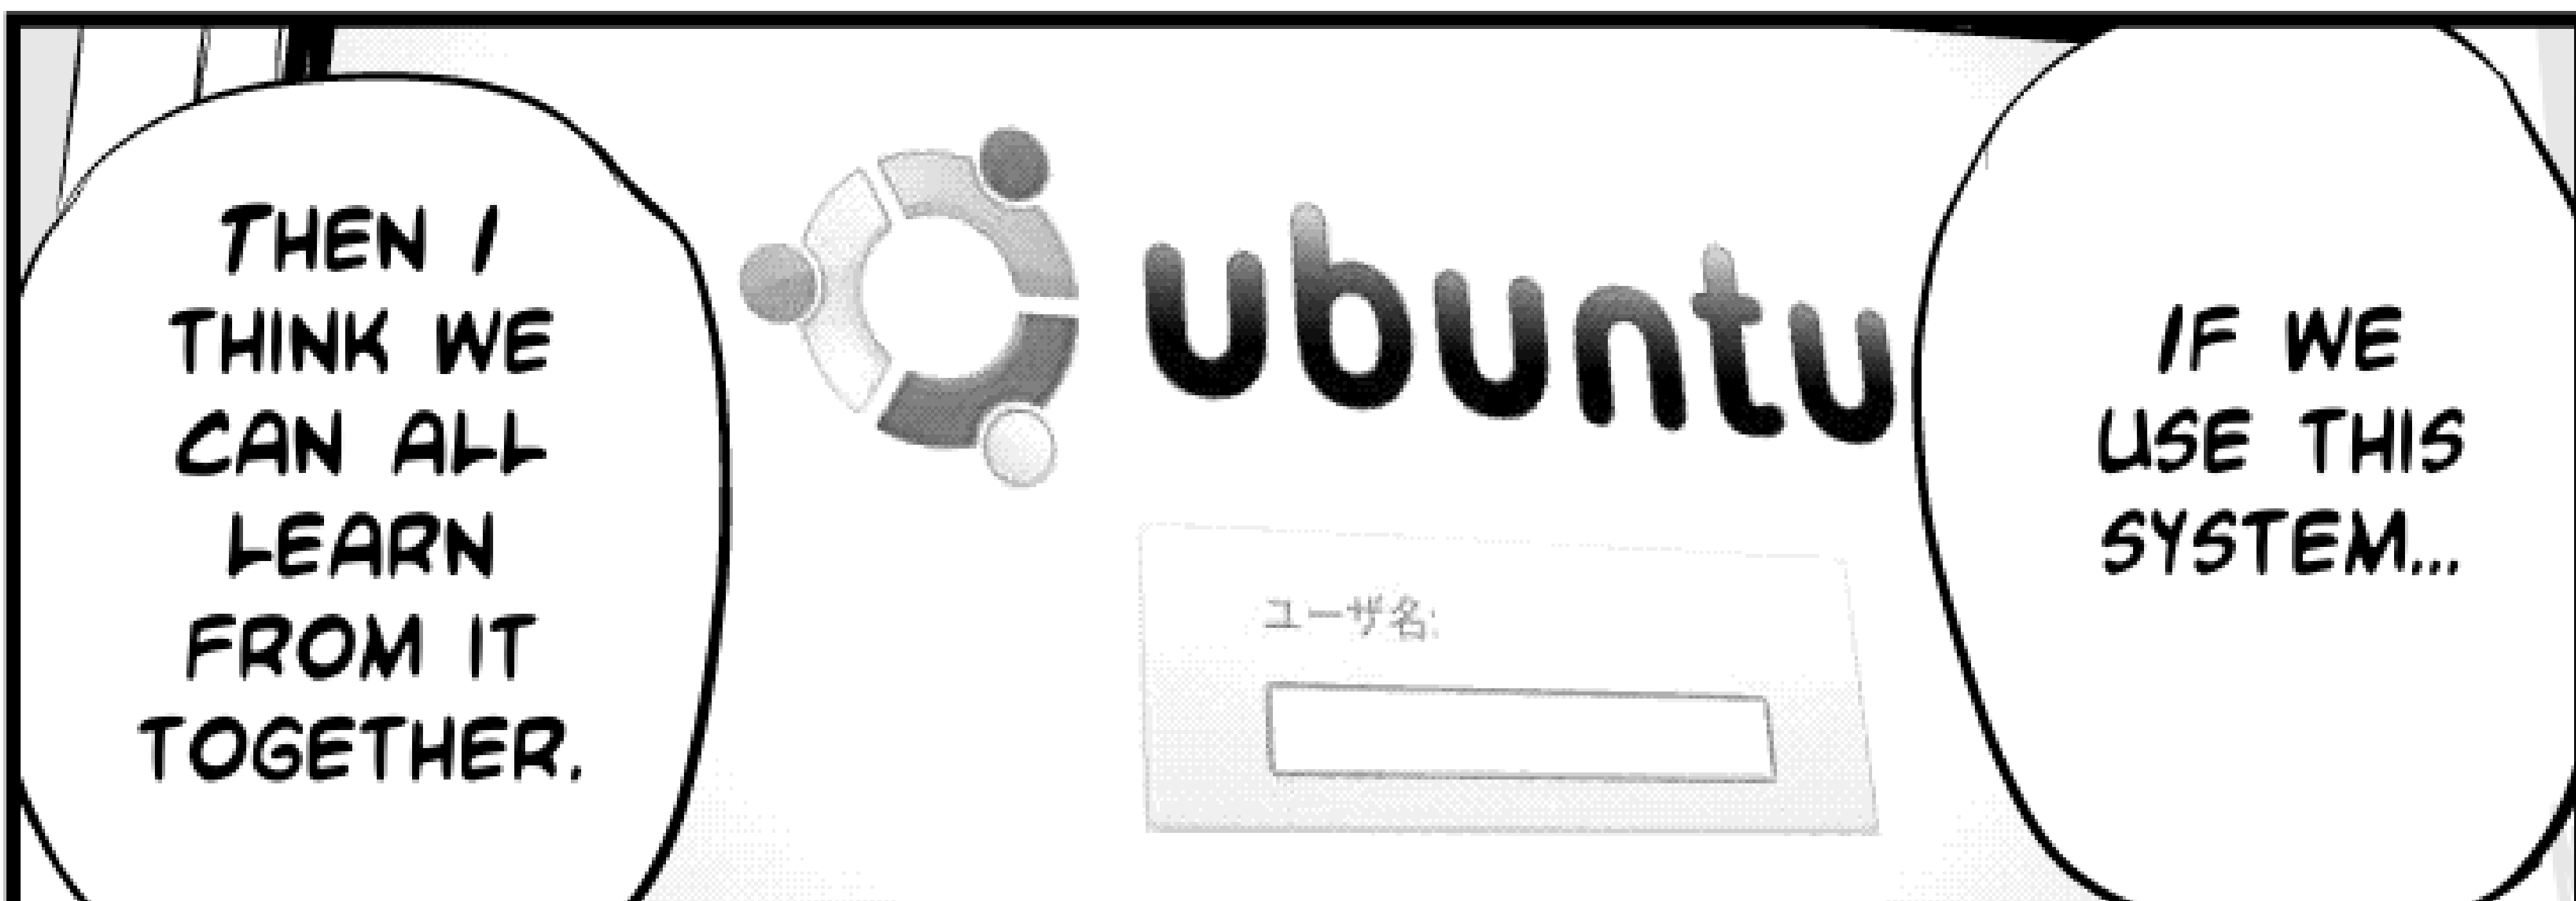 IF WE
USE THIS
SYSTEM...
ubuntu
ユーザ名:
THEN I
THINK WE
CAN ALL
LEARN
FROM IT
TOGETHER.